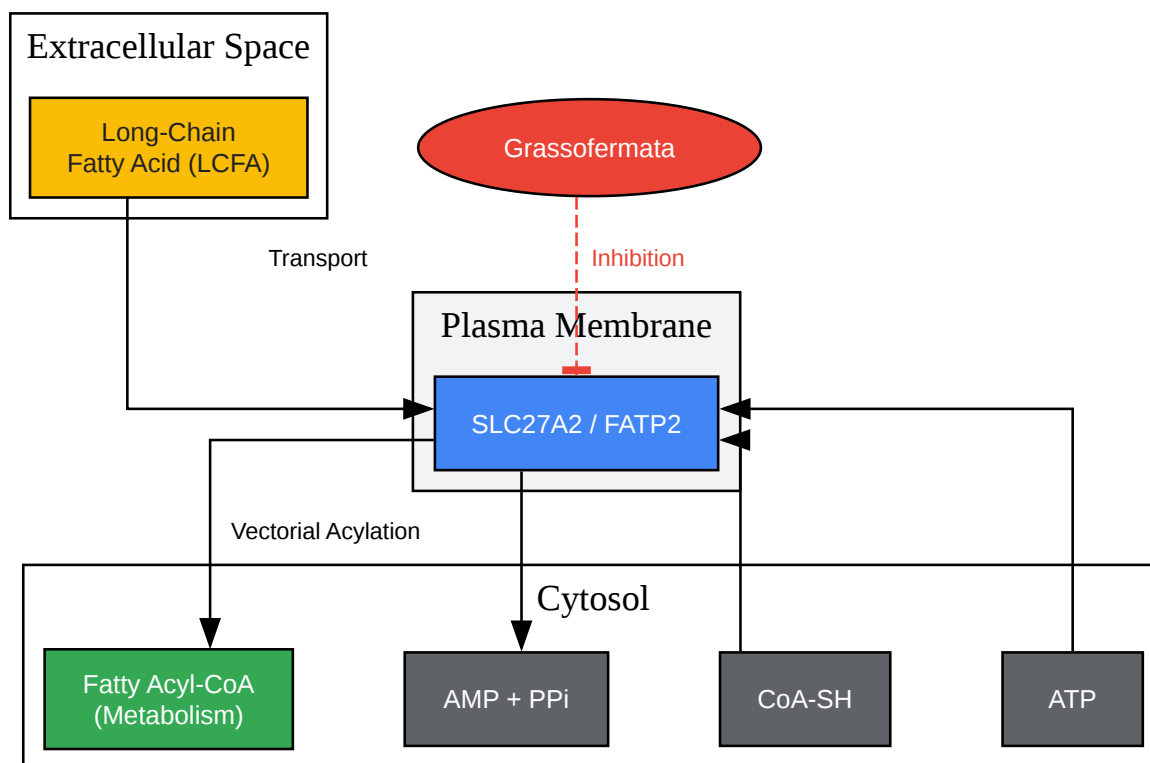 Extracellular Space
Long-Chain
Fatty Acid (LCFA)
Grassofermata
Transport
Inhibition
Plasma Membrane
SLC27A2 / FATP2
Vectorial Acylation
Cytosol
Fatty Acyl-CoA
(Metabolism)
AMP + PPi
CoA-SH
ATP